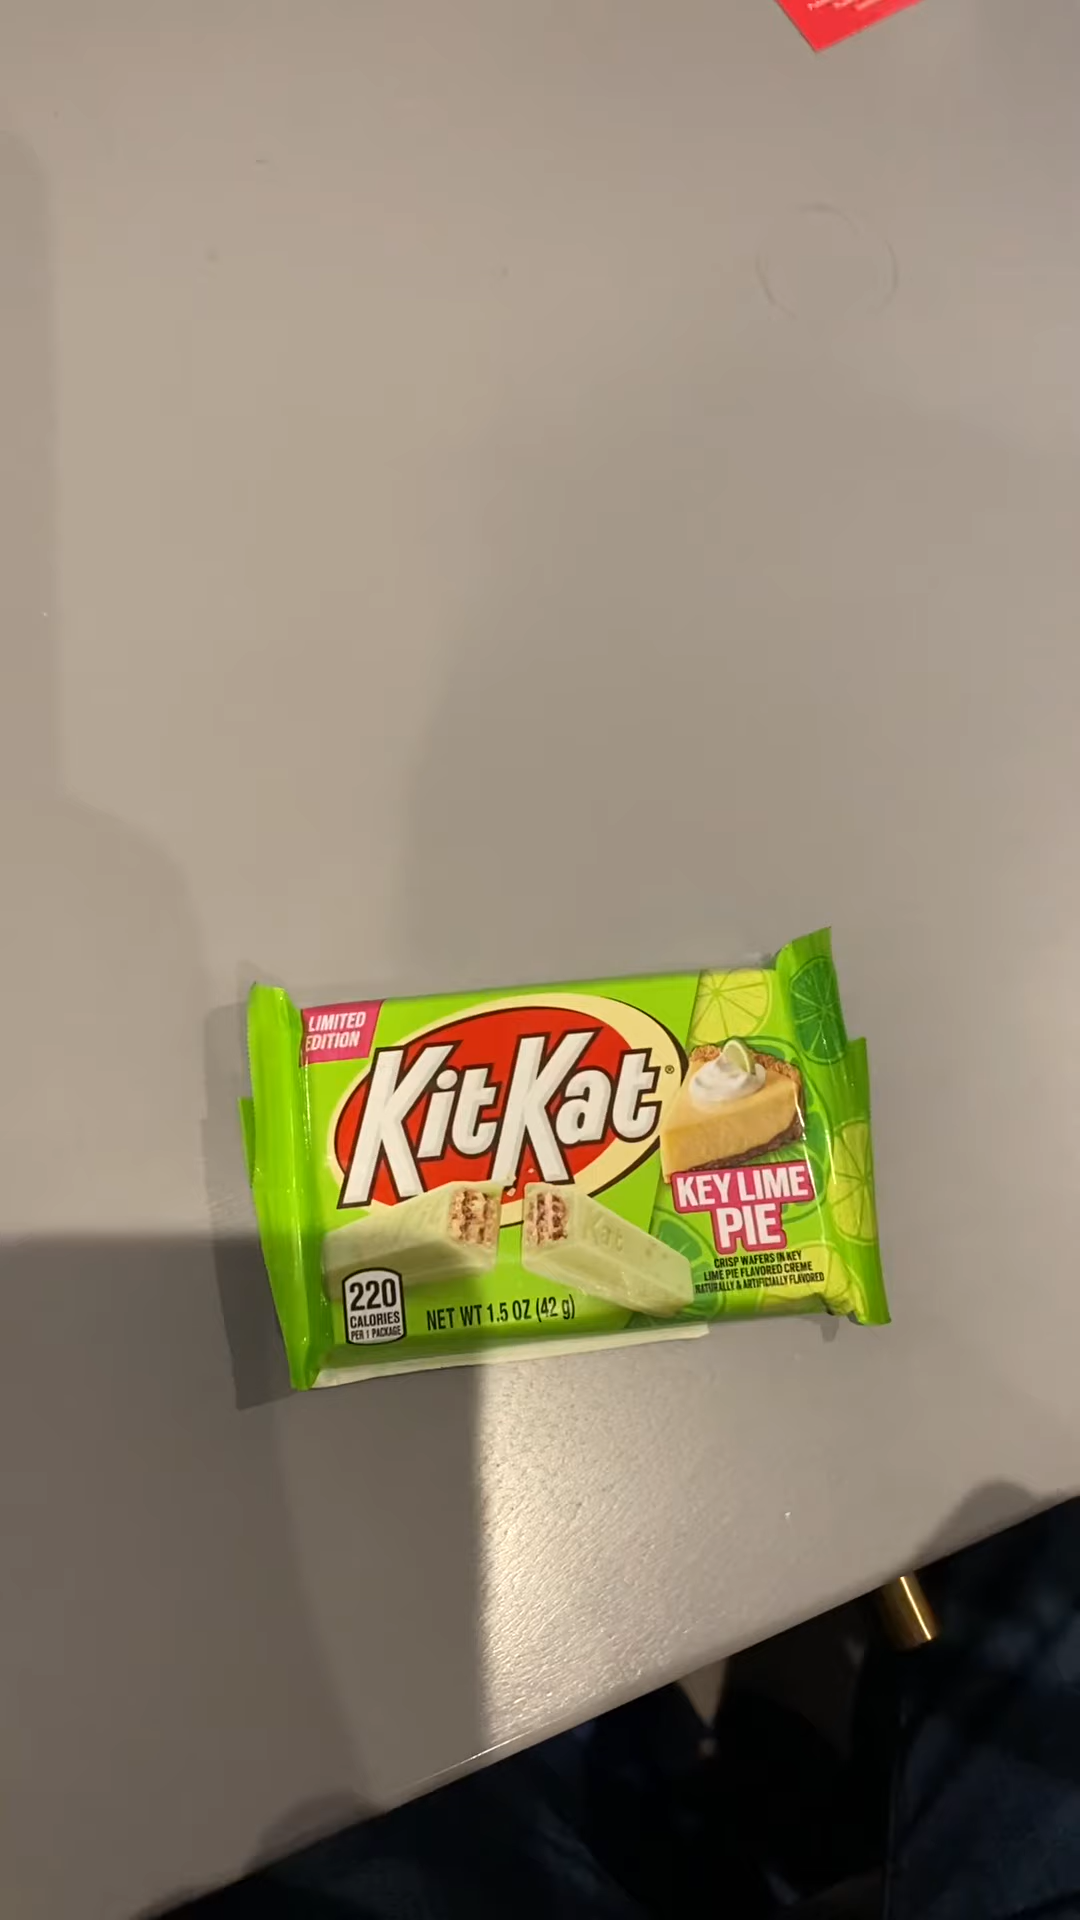 LIMITED
EDITION
KitKat®
KEY LIME
PIE
CRISP WAFERS IN KEY
LIME PIE FLAVORED CREME
NATURALLY & ARTIFICIALLY FLAVORED
220
CALORIES
PER 1 PACKAGE
NET WT 1.5 OZ (42 g)